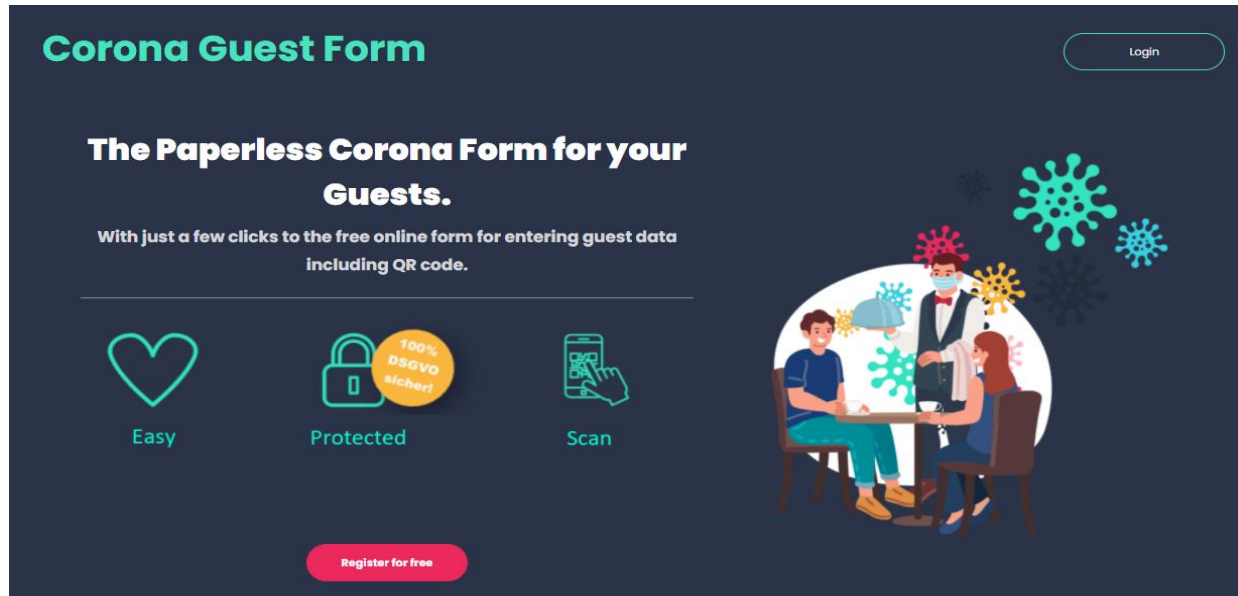 Corona Guest Form
Login
The Paperless Corona Form for your
Guests.
With just a few clicks to the free online form for entering guest data
including QR code.
100%
DSGVO
sicher!
Easy
Protected
Scan
Register for free